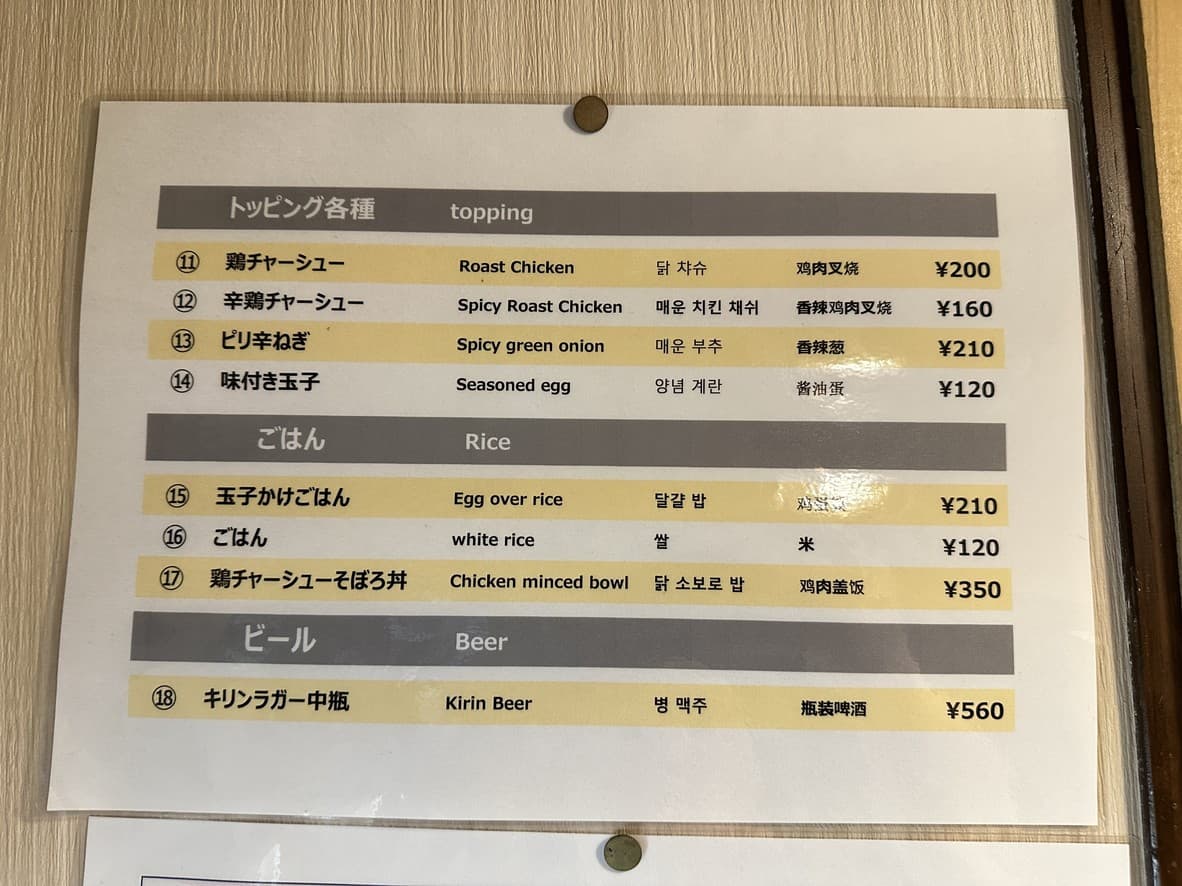 トッピング各種 topping
⑪ 鶏チャーシュー Roast Chicken 닭 챠슈 鸡肉叉烧 ¥200
⑫ 辛鶏チャーシュー Spicy Roast Chicken 매운 치킨 채쉬 香辣鸡肉叉烧 ¥160
⑬ ピリ辛ねぎ Spicy green onion 매운 부추 香辣葱 ¥210
⑭ 味付き玉子 Seasoned egg 양념 계란 酱油蛋 ¥120
ごはん Rice
⑮ 玉子かけごはん Egg over rice 달걀 밥 鸡蛋饭 ¥210
⑯ ごはん white rice 쌀 米 ¥120
⑰ 鶏チャーシューそぼろ丼 Chicken minced bowl 닭 소보로 밥 鸡肉盖饭 ¥350
ビール Beer
⑱ キリンラガー中瓶 Kirin Beer 병 맥주 瓶装啤酒 ¥560